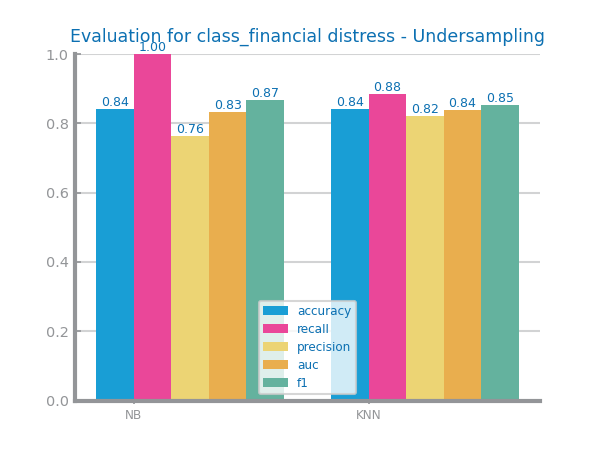 Evaluation for class_financial distress - Undersampling
1.0
0.8
0.6
0.4
0.2
0.0
0.84
1.00
0.76
0.83
0.87
0.84
0.88
0.82
0.84
0.85
accuracy
recall
precision
auc
f1
NB
KNN